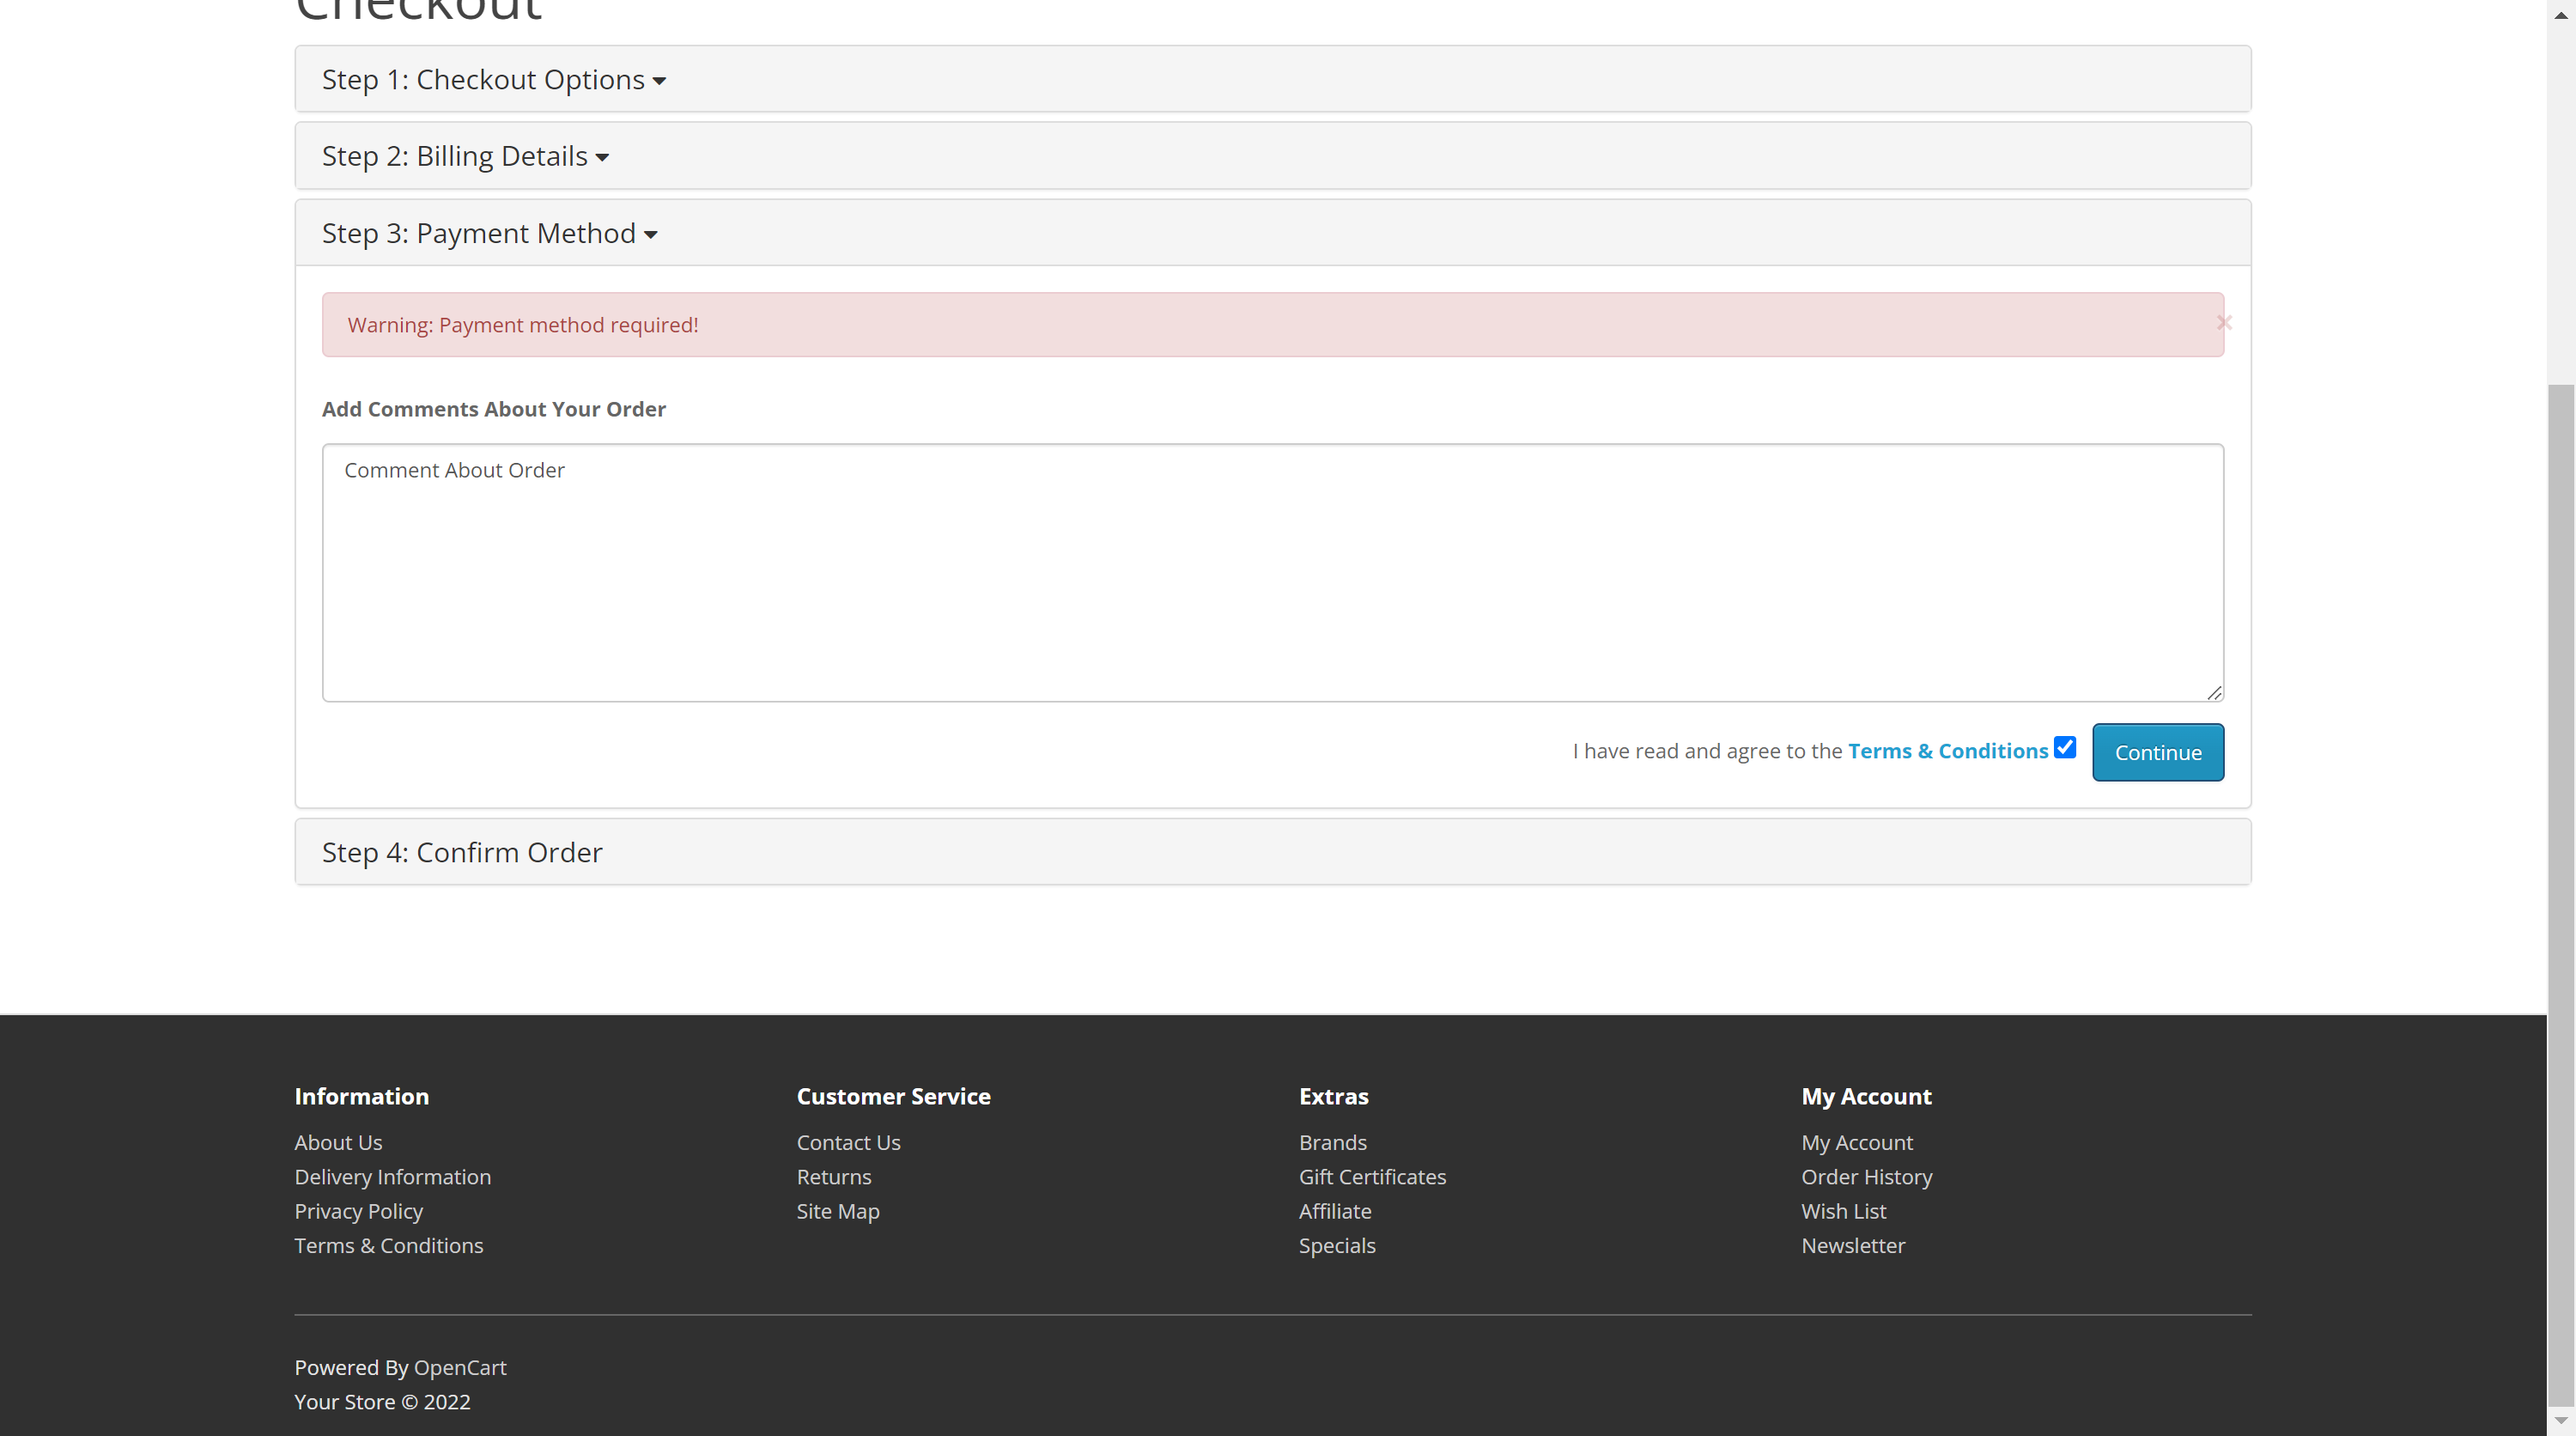 Checkout
Step 1: Checkout Options
Step 2: Billing Details
Step 3: Payment Method
Warning: Payment method required!
×
Add Comments About Your Order
Comment About Order
I have read and agree to the Terms & Conditions
Continue
Step 4: Confirm Order
Information
About Us
Delivery Information
Privacy Policy
Terms & Conditions
Customer Service
Contact Us
Returns
Site Map
Extras
Brands
Gift Certificates
Affiliate
Specials
My Account
My Account
Order History
Wish List
Newsletter
Powered By OpenCart
Your Store © 2022